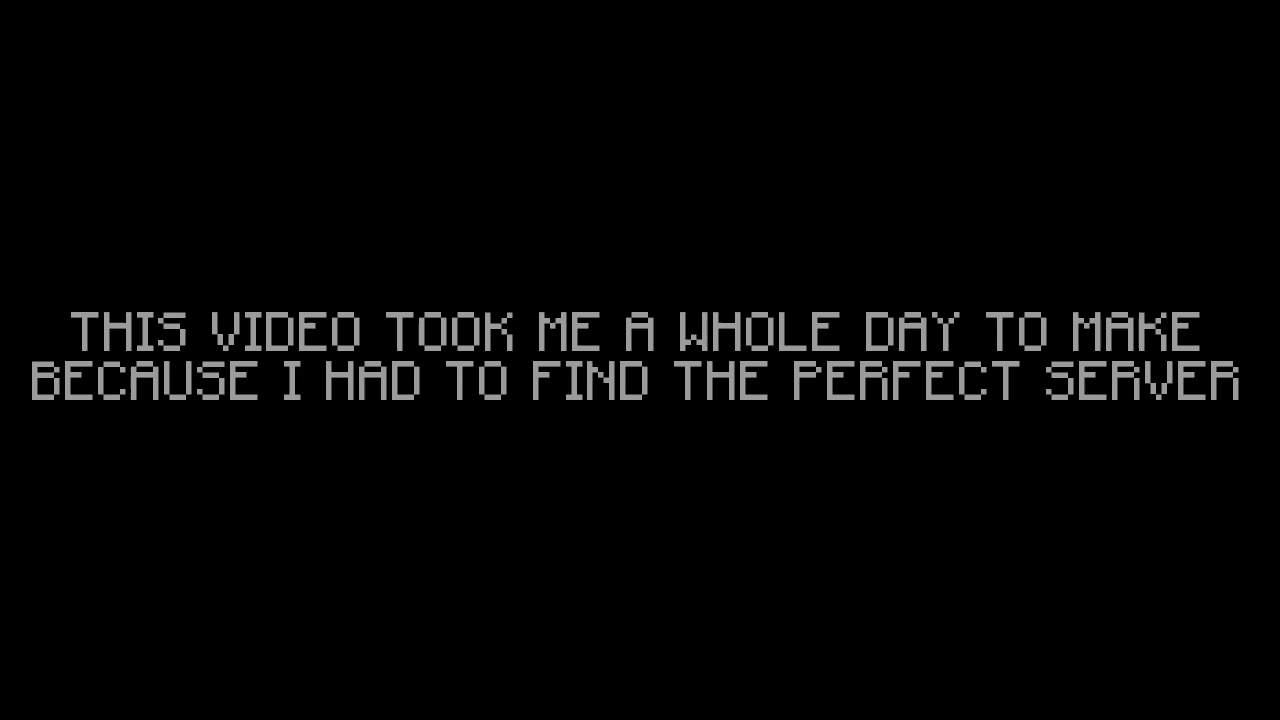 THIS VIDEO TOOK ME A WHOLE DAY TO MAKE
BECAUSE I HAD TO FIND THE PERFECT SERVER